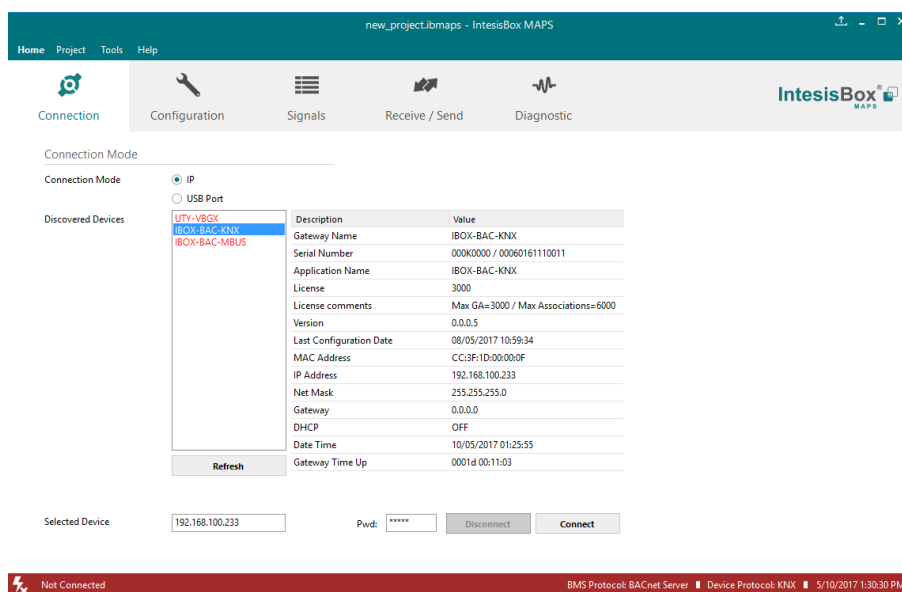 new_project.ibmaps - IntesisBox MAPS
Home Project Tools Help
Connection Configuration Signals Receive / Send Diagnostic
IntesisBox®
MAPS
Connection Mode
Connection Mode IP
USB Port
Discovered Devices
UTY-VBGX
IBOX-BAC-KNX
IBOX-BAC-MBUS
Description Value
Gateway Name IBOX-BAC-KNX
Serial Number 000K0000 / 00060161110011
Application Name IBOX-BAC-KNX
License 3000
License comments Max GA=3000 / Max Associations=6000
Version 0.0.0.5
Last Configuration Date 08/05/2017 10:59:34
MAC Address CC:3F:1D:00:00:0F
IP Address 192.168.100.233
Net Mask 255.255.255.0
Gateway 0.0.0.0
DHCP OFF
Date Time 10/05/2017 01:25:55
Gateway Time Up 0001d 00:11:03
Refresh
Selected Device 192.168.100.233 Pwd: ***** Disconnect Connect
Not Connected BMS Protocol: BACnet Server Device Protocol: KNX 5/10/2017 1:30:30 PM